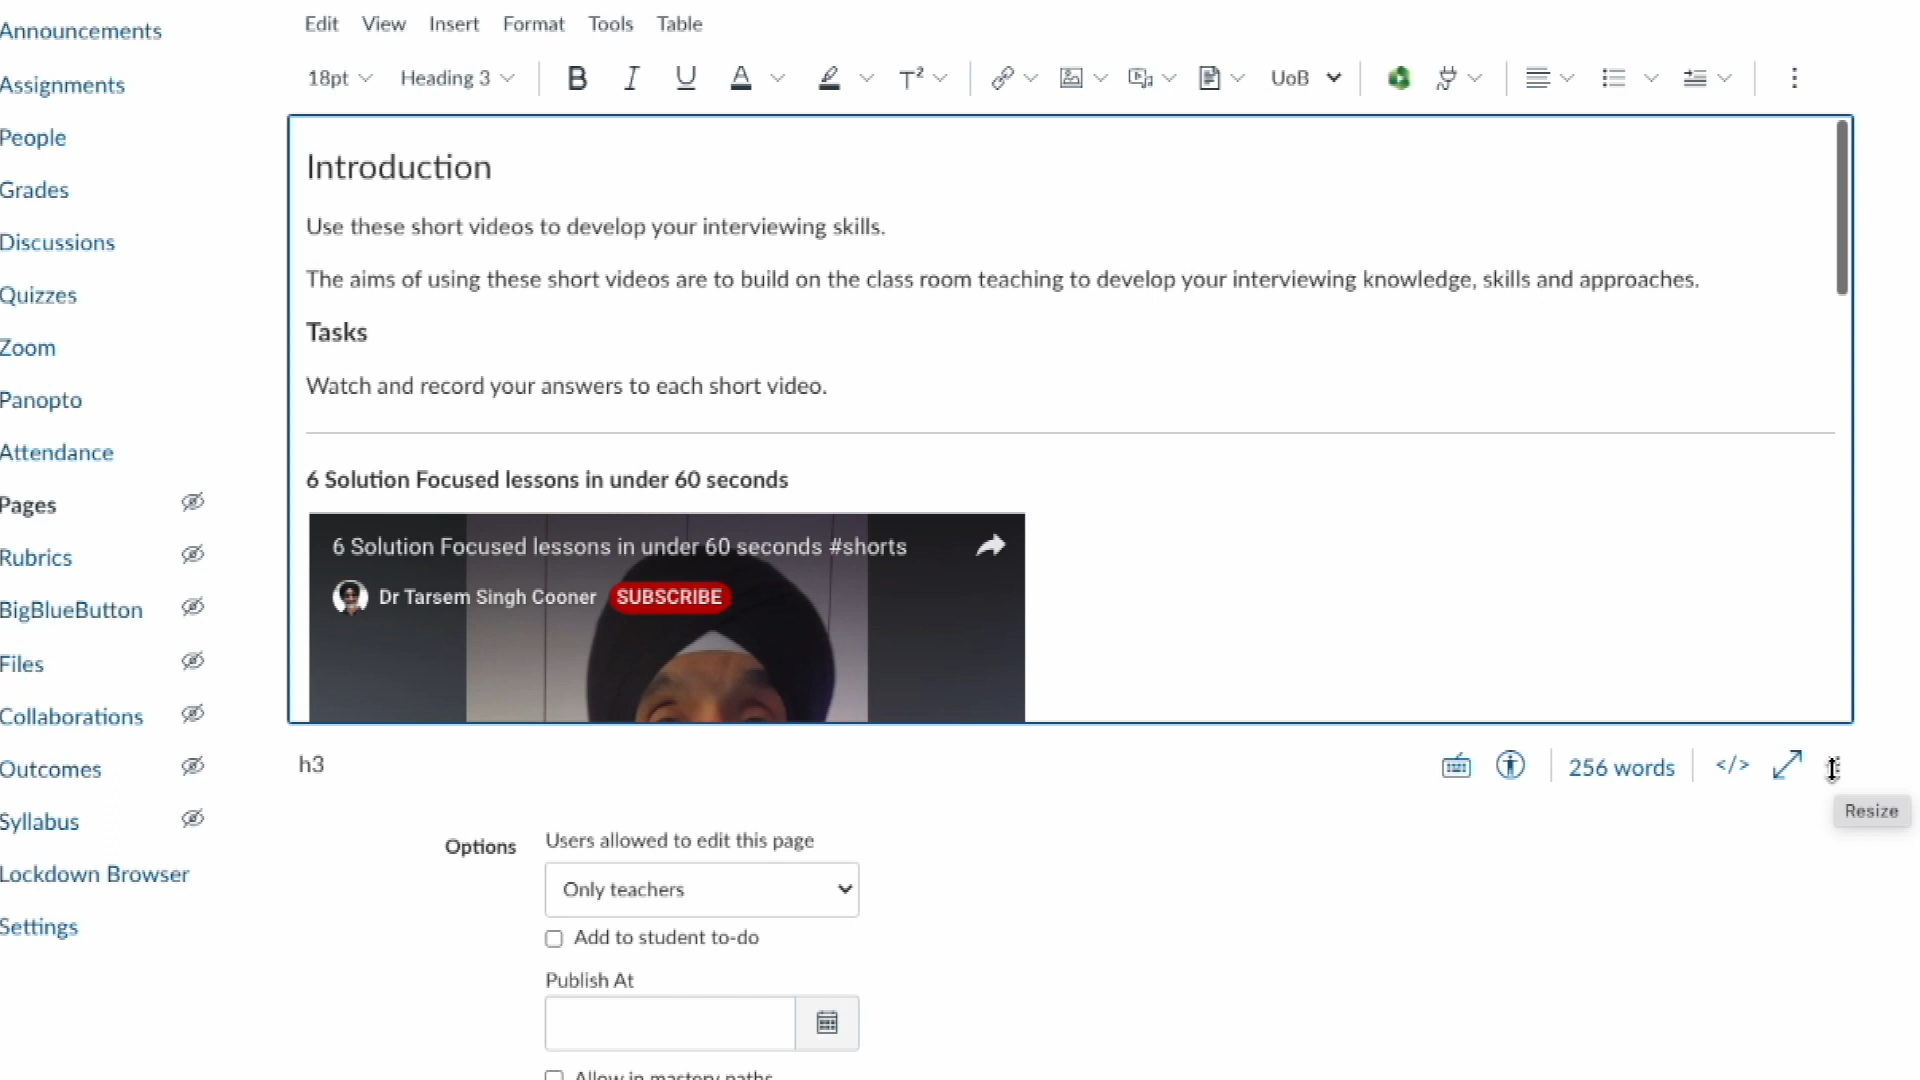 Edit View Insert Format Tools Table
18pt Heading 3 B I U A T² UoB
Announcements
Assignments
People
Grades
Discussions
Quizzes
Zoom
Panopto
Attendance
Pages
Rubrics
BigBlueButton
Files
Collaborations
Outcomes
Syllabus
Lockdown Browser
Settings
Introduction
Use these short videos to develop your interviewing skills.
The aims of using these short videos are to build on the class room teaching to develop your interviewing knowledge, skills and approaches.
Tasks
Watch and record your answers to each short video.
6 Solution Focused lessons in under 60 seconds
6 Solution Focused lessons in under 60 seconds #shorts
Dr Tarsem Singh Cooner SUBSCRIBE
h3
256 words </>
Resize
Options
Users allowed to edit this page
Only teachers
Add to student to-do
Publish At
Allow in mastery paths